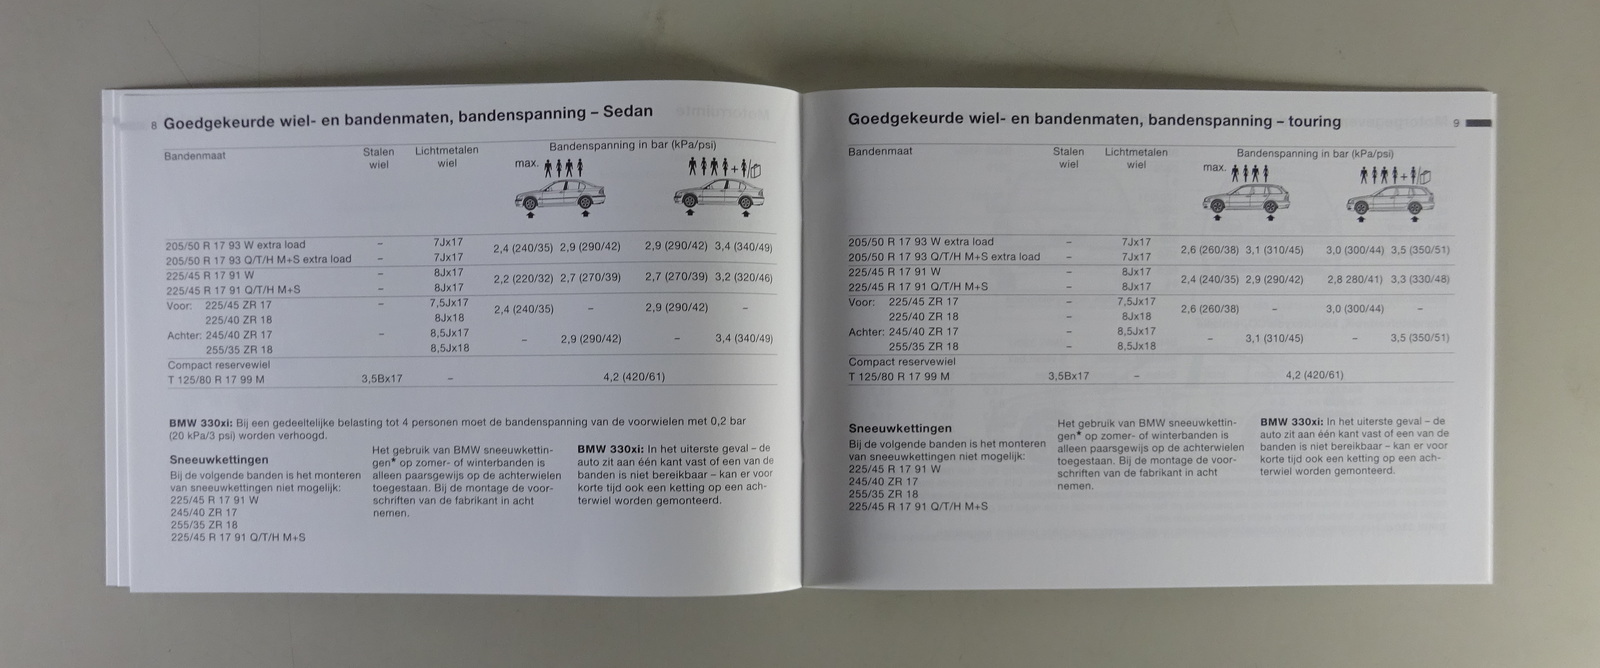 8 Goedgekeurde wiel- en bandenmaten, bandenspanning – Sedan
Bandenmaat Stalen wiel Lichtmetalen wiel Bandenspanning in bar (kPa/psi)
max. + /
205/50 R 17 93 W extra load – 7Jx17
2,4 (240/35) 2,9 (290/42) 2,9 (290/42) 3,4 (340/49)
205/50 R 17 93 Q/T/H M+S extra load – 7Jx17
225/45 R 17 91 W – 8Jx17
2,2 (220/32) 2,7 (270/39) 2,7 (270/39) 3,2 (320/46)
225/45 R 17 91 Q/T/H M+S – 8Jx17
Voor: 225/45 ZR 17 – 7,5Jx17
2,4 (240/35) – 2,9 (290/42) –
225/40 ZR 18 8Jx18
Achter: 245/40 ZR 17 – 8,5Jx17
– 2,9 (290/42) – 3,4 (340/49)
255/35 ZR 18 8,5Jx18
Compact reservewiel
T 125/80 R 17 99 M 3,5Bx17 – 4,2 (420/61)
BMW 330xi: Bij een gedeeltelijke belasting tot 4 personen moet de bandenspanning van de voorwielen met 0,2 bar
(20 kPa/3 psi) worden verhoogd.
Sneeuwkettingen
Bij de volgende banden is het monteren
van sneeuwkettingen niet mogelijk:
225/45 R 17 91 W
245/40 ZR 17
255/35 ZR 18
225/45 R 17 91 Q/T/H M+S
Het gebruik van BMW sneeuwkettin-
gen* op zomer- of winterbanden is
alleen paarsgewijs op de achterwielen
toegestaan. Bij de montage de voor-
schriften van de fabrikant in acht
nemen.
BMW 330xi: In het uiterste geval – de
auto zit aan één kant vast of een van de
banden is niet bereikbaar – kan er voor
korte tijd ook een ketting op een ach-
terwiel worden gemonteerd.
Goedgekeurde wiel- en bandenmaten, bandenspanning – touring 9
Bandenmaat Stalen wiel Lichtmetalen wiel Bandenspanning in bar (kPa/psi)
max. + /
205/50 R 17 93 W extra load – 7Jx17
2,6 (260/38) 3,1 (310/45) 3,0 (300/44) 3,5 (350/51)
205/50 R 17 93 Q/T/H M+S extra load – 7Jx17
225/45 R 17 91 W – 8Jx17
2,4 (240/35) 2,9 (290/42) 2,8 280/41) 3,3 (330/48)
225/45 R 17 91 Q/T/H M+S – 8Jx17
Voor: 225/45 ZR 17 – 7,5Jx17
2,6 (260/38) – 3,0 (300/44) –
225/40 ZR 18 – 8Jx18
Achter: 245/40 ZR 17 – 8,5Jx17
– 3,1 (310/45) – 3,5 (350/51)
255/35 ZR 18 – 8,5Jx18
Compact reservewiel
T 125/80 R 17 99 M 3,5Bx17 – 4,2 (420/61)
Sneeuwkettingen
Bij de volgende banden is het monteren
van sneeuwkettingen niet mogelijk:
225/45 R 17 91 W
245/40 ZR 17
255/35 ZR 18
225/45 R 17 91 Q/T/H M+S
Het gebruik van BMW sneeuwkettin-
gen* op zomer- of winterbanden is
alleen paarsgewijs op de achterwielen
toegestaan. Bij de montage de voor-
schriften van de fabrikant in acht
nemen.
BMW 330xi: In het uiterste geval – de
auto zit aan één kant vast of een van de
banden is niet bereikbaar – kan er voor
korte tijd ook een ketting op een ach-
terwiel worden gemonteerd.